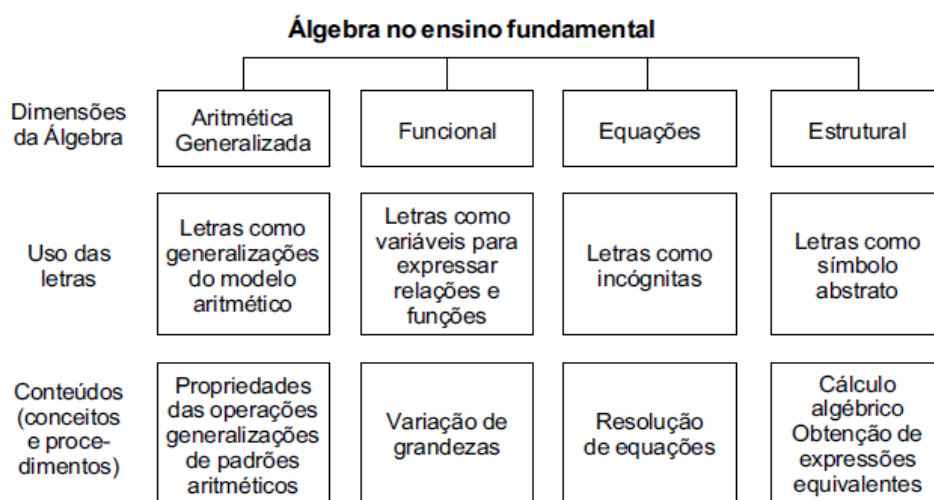 Álgebra no ensino fundamental
Dimensões
da Álgebra
Aritmética
Generalizada
Funcional
Equações
Estrutural
Uso das
letras
Letras como
generalizações
do modelo
aritmético
Letras como
variáveis para
expressar
relações e
funções
Letras como
incógnitas
Letras como
símbolo
abstrato
Conteúdos
(conceitos
e proce-
dimentos)
Propriedades
das operações
generalizações
de padrões
aritméticos
Variação de
grandezas
Resolução
de equações
Cálculo
algébrico
Obtenção de
expressões
equivalentes